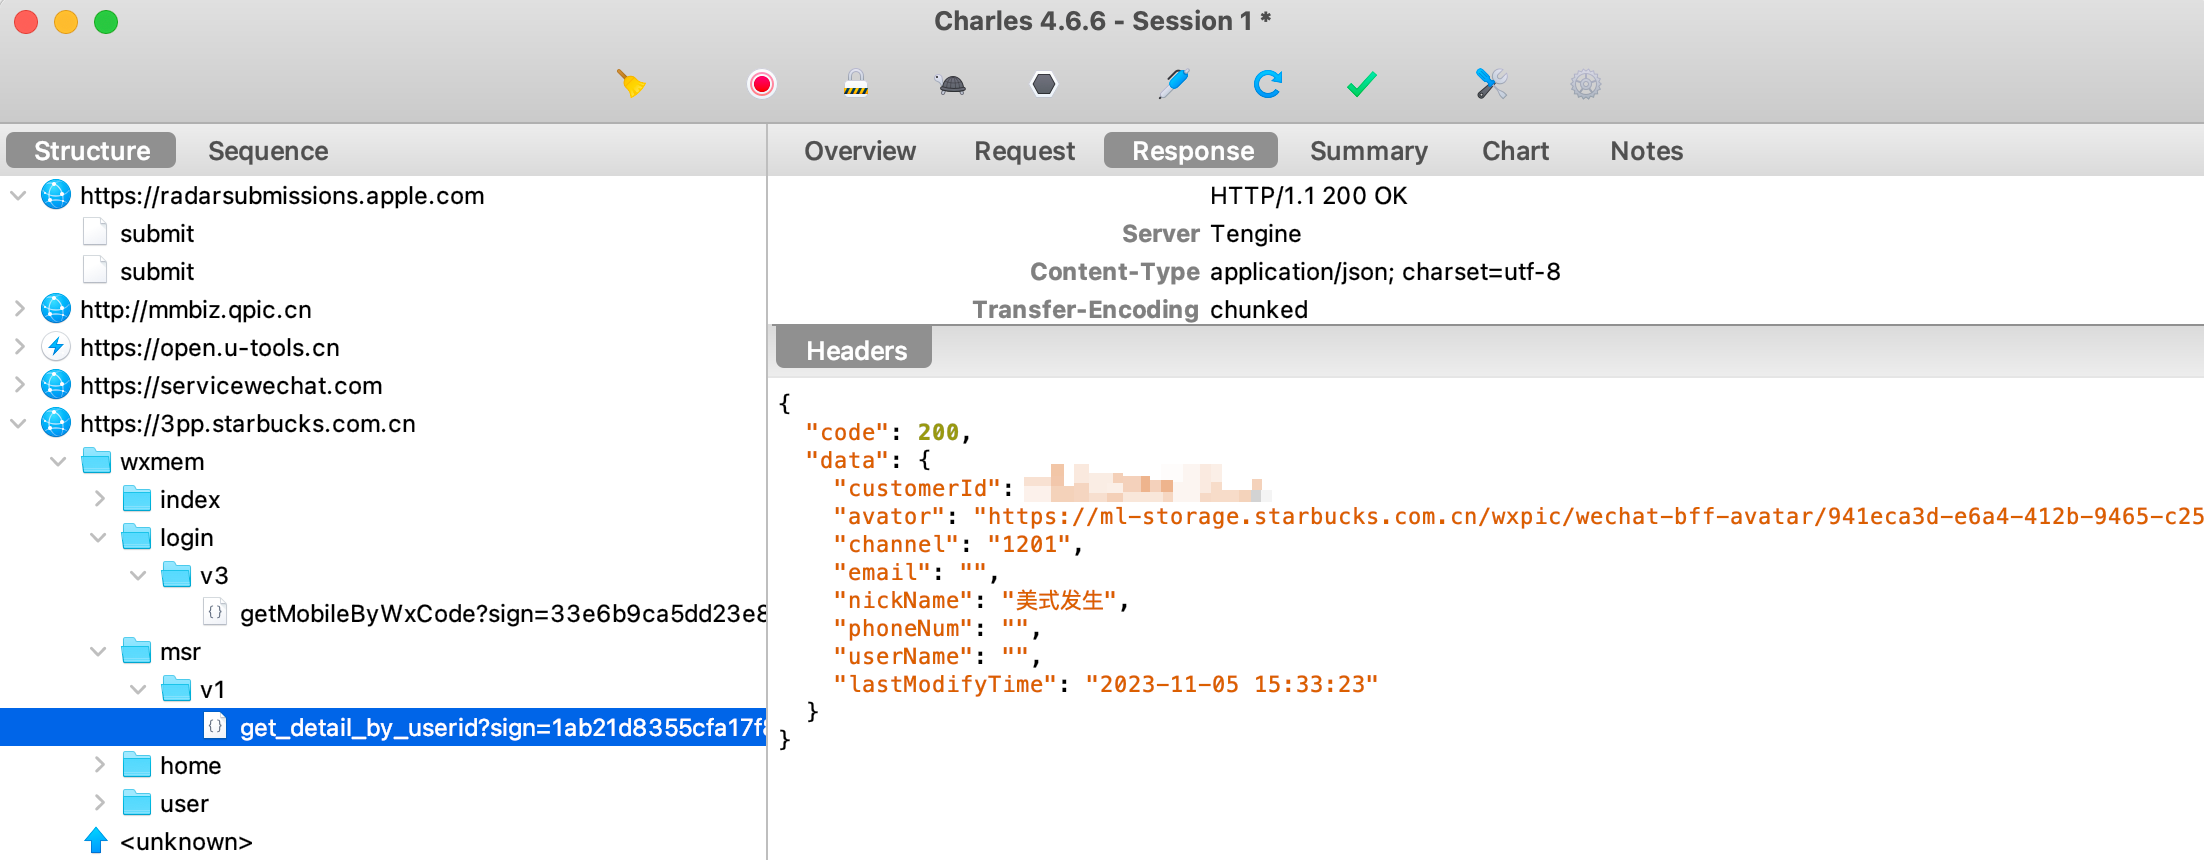 Charles 4.6.6 - Session 1 *
Structure
Sequence
https://radarsubmissions.apple.com
submit
submit
http://mmbiz.qpic.cn
https://open.u-tools.cn
https://servicewechat.com
https://3pp.starbucks.com.cn
wxmem
index
login
v3
getMobileByWxCode?sign=33e6b9ca5dd23e8
msr
v1
get_detail_by_userid?sign=1ab21d8355cfa17f
home
user
<unknown>
Overview
Request
Response
Summary
Chart
Notes
HTTP/1.1 200 OK
Server Tengine
Content-Type application/json; charset=utf-8
Transfer-Encoding chunked
Headers
{
"code": 200,
"data": {
"customerId":
"avator": "https://ml-storage.starbucks.com.cn/wxpic/wechat-bff-avatar/941eca3d-e6a4-412b-9465-c25
"channel": "1201",
"email": "",
"nickName": "美式发生",
"phoneNum": "",
"userName": "",
"lastModifyTime": "2023-11-05 15:33:23"
}
}